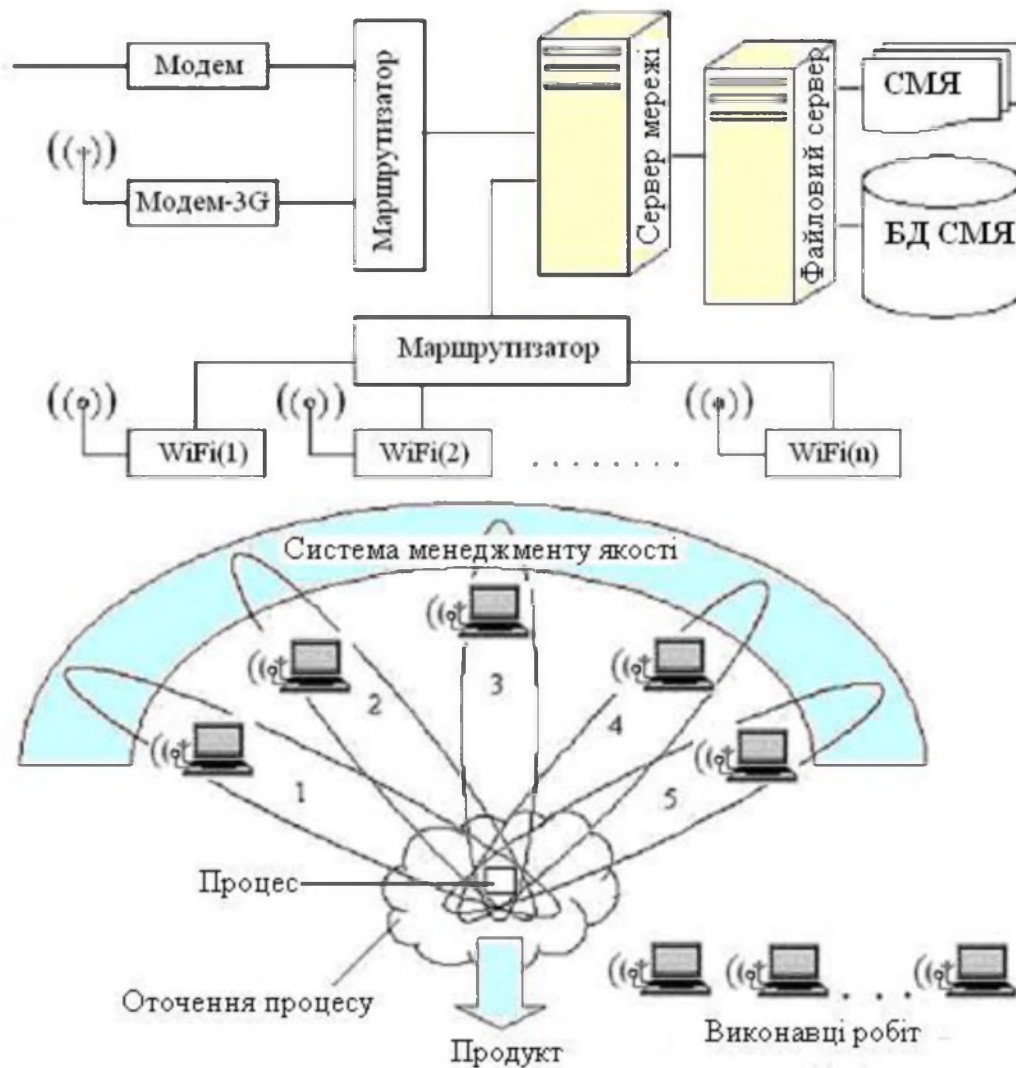 Модем
Модем-3G
Маршрутизатор
Сервер мережі
Файловий сервер
СМЯ
БД СМЯ
Маршрутизатор
WiFi(1)
WiFi(2)
. . . . . . . .
WiFi(n)
Система менеджменту якості
1
2
3
4
5
Процес
Оточення процесу
Продукт
. . .
Виконавці робіт